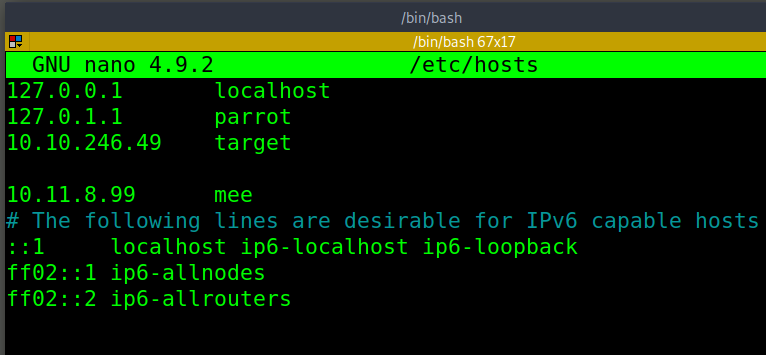 /bin/bash
/bin/bash 67x17
GNU nano 4.9.2 /etc/hosts
127.0.0.1 localhost
127.0.1.1 parrot
10.10.246.49 target
10.11.8.99 mee
# The following lines are desirable for IPv6 capable hosts
::1 localhost ip6-localhost ip6-loopback
ff02::1 ip6-allnodes
ff02::2 ip6-allrouters